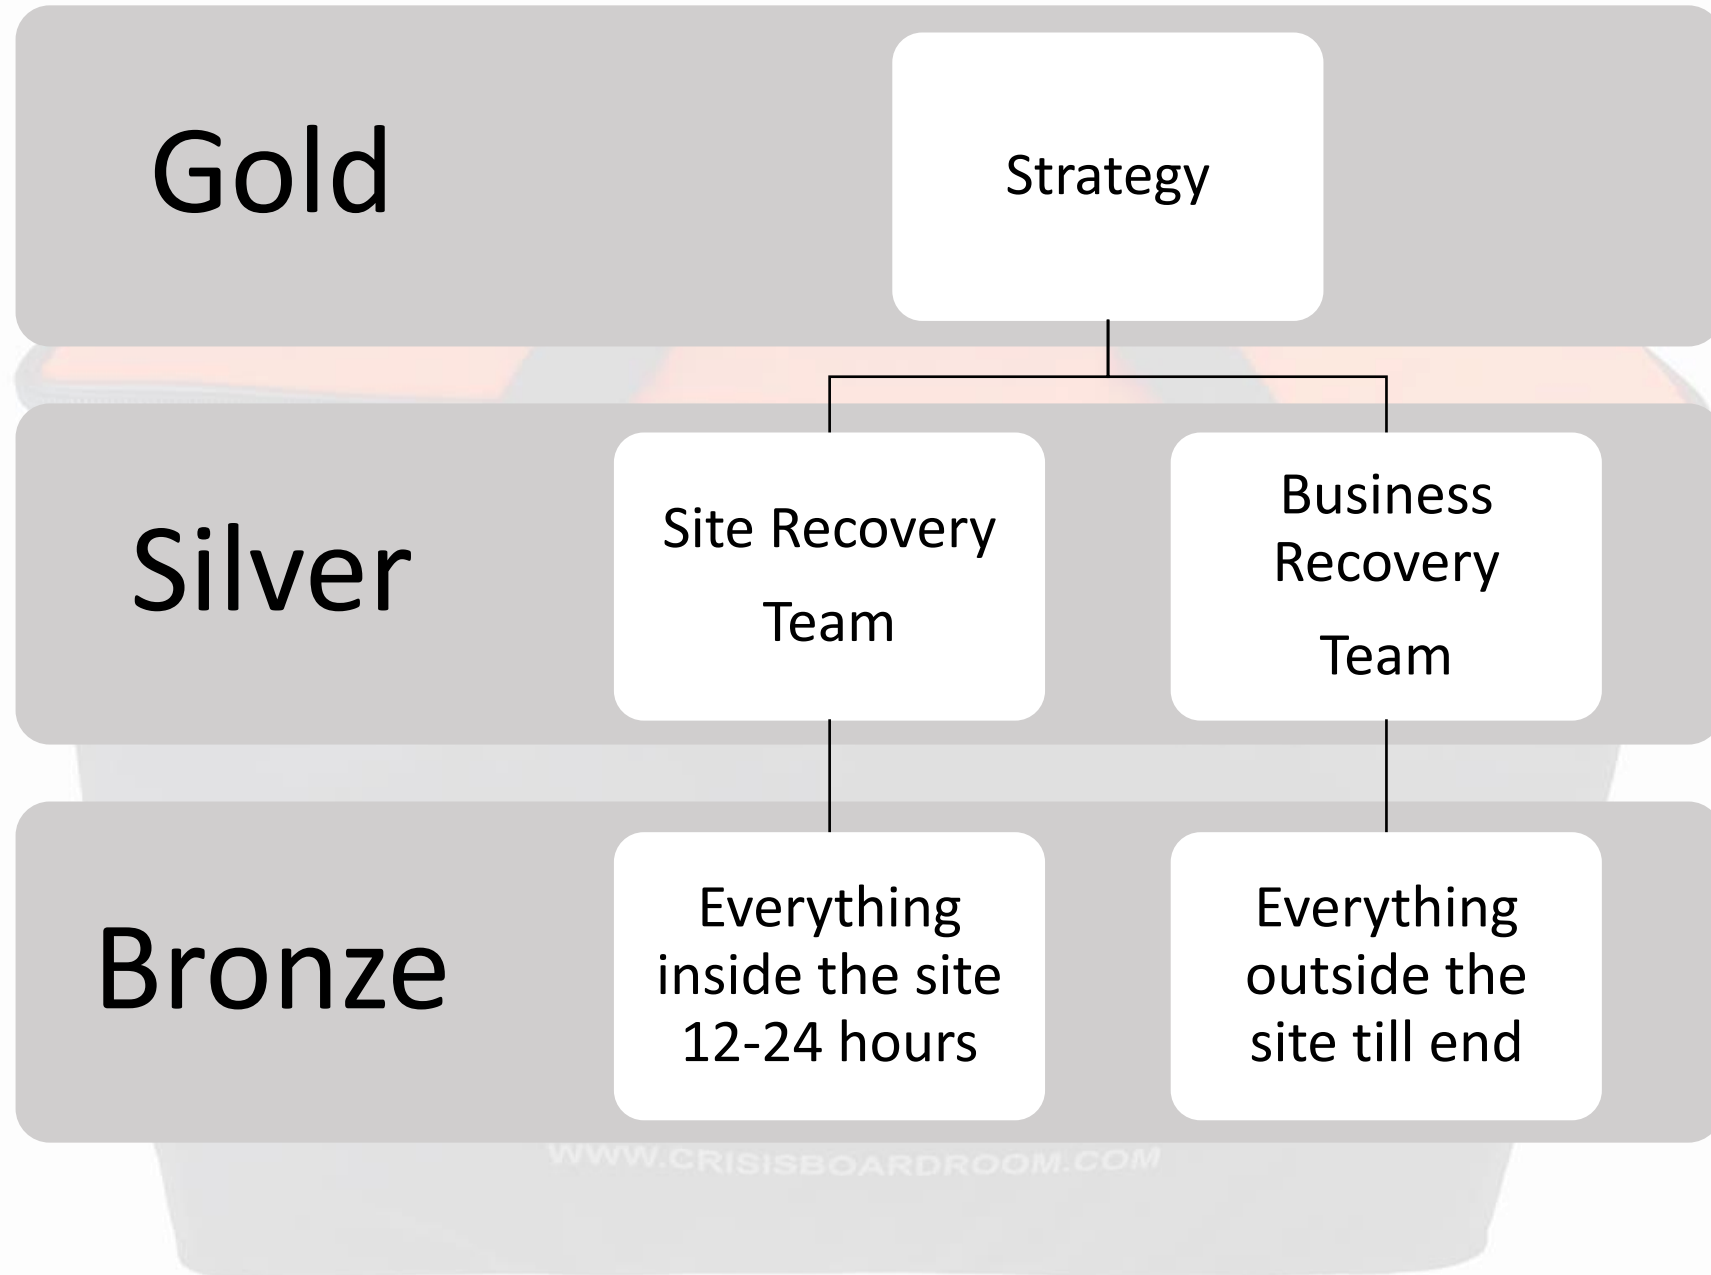 Gold
Strategy
Silver
Site Recovery
Team
Business
Recovery
Team
Bronze
Everything
inside the site
12-24 hours
Everything
outside the
site till end
WWW.CRISISBOARDROOM.COM